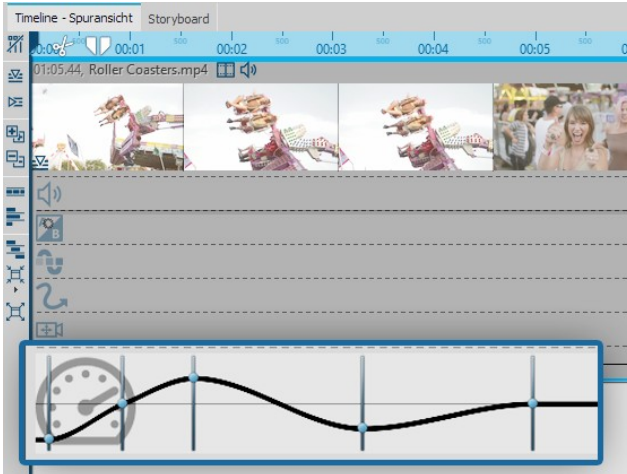 Timeline - Spuransicht Storyboard
500 500 500 500 500
00:01 00:02 00:03 00:04 00:05
01:05.44, Roller Coasters.mp4
A B